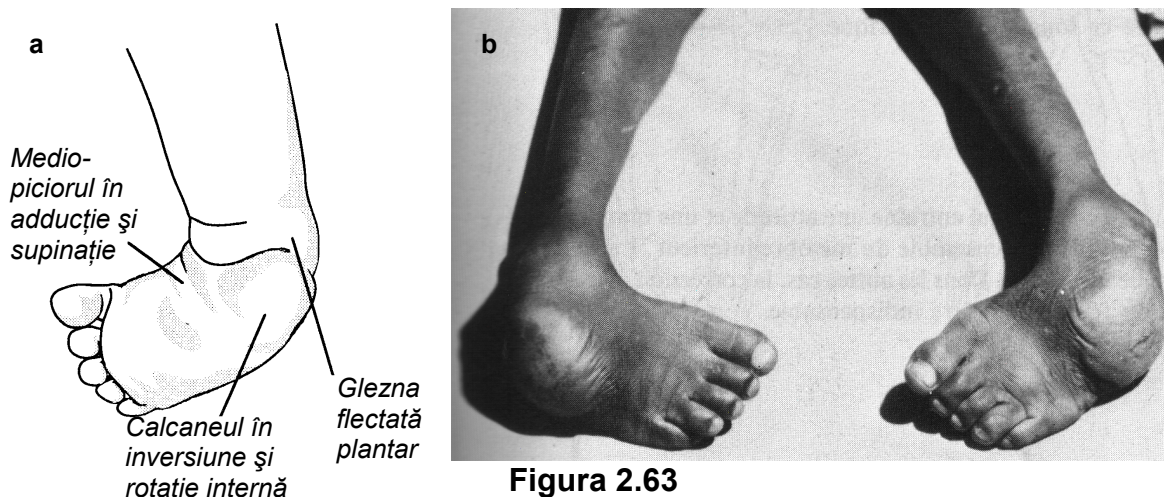 a
b
Medio-
piciorul în
adducție şi
supinație
Glezna
flectată
plantar
Calcaneul în
inversiune şi
rotație internă
Figura 2.63